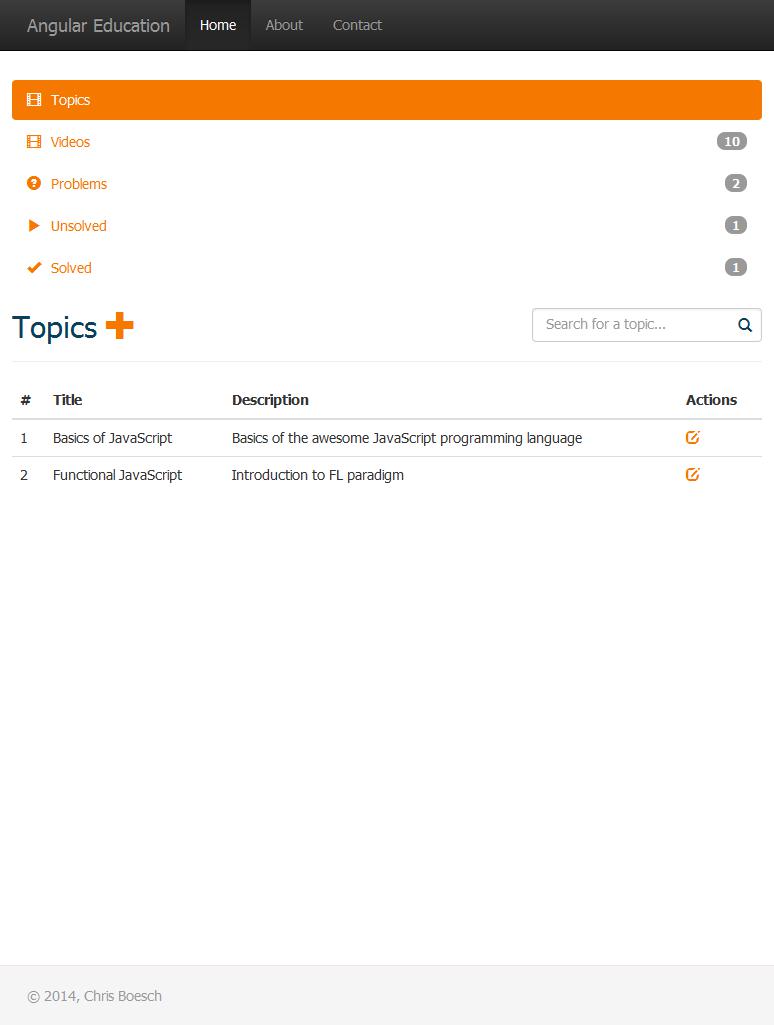 Angular Education Home About Contact
Topics
Videos 10
Problems 2
Unsolved 1
Solved 1
Topics Search for a topic...
# Title Description Actions
1 Basics of JavaScript Basics of the awesome JavaScript programming language
2 Functional JavaScript Introduction to FL paradigm
© 2014, Chris Boesch